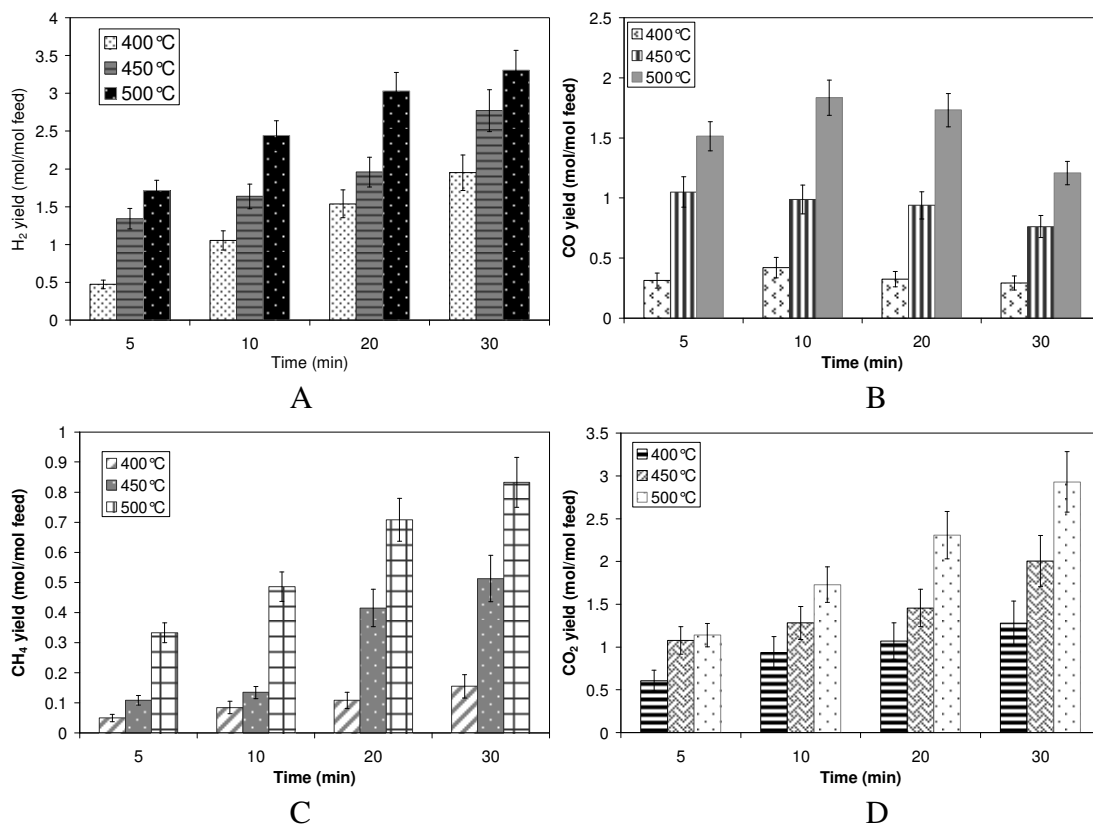 H2 yield (mol/mol feed)
4
3.5
3
2.5
2
1.5
1
0.5
0
400°C
450°C
500°C
5 10 20 30
Time (min)
A
CO yield (mol/mol feed)
2.5
2
1.5
1
0.5
0
400°C
450°C
500°C
5 10 20 30
Time (min)
B
CH4 yield (mol/mol feed)
1
0.9
0.8
0.7
0.6
0.5
0.4
0.3
0.2
0.1
0
400°C
450°C
500°C
5 10 20 30
Time (min)
C
CO2 yield (mol/mol feed)
3.5
3
2.5
2
1.5
1
0.5
0
400°C
450°C
500°C
5 10 20 30
Time (min)
D